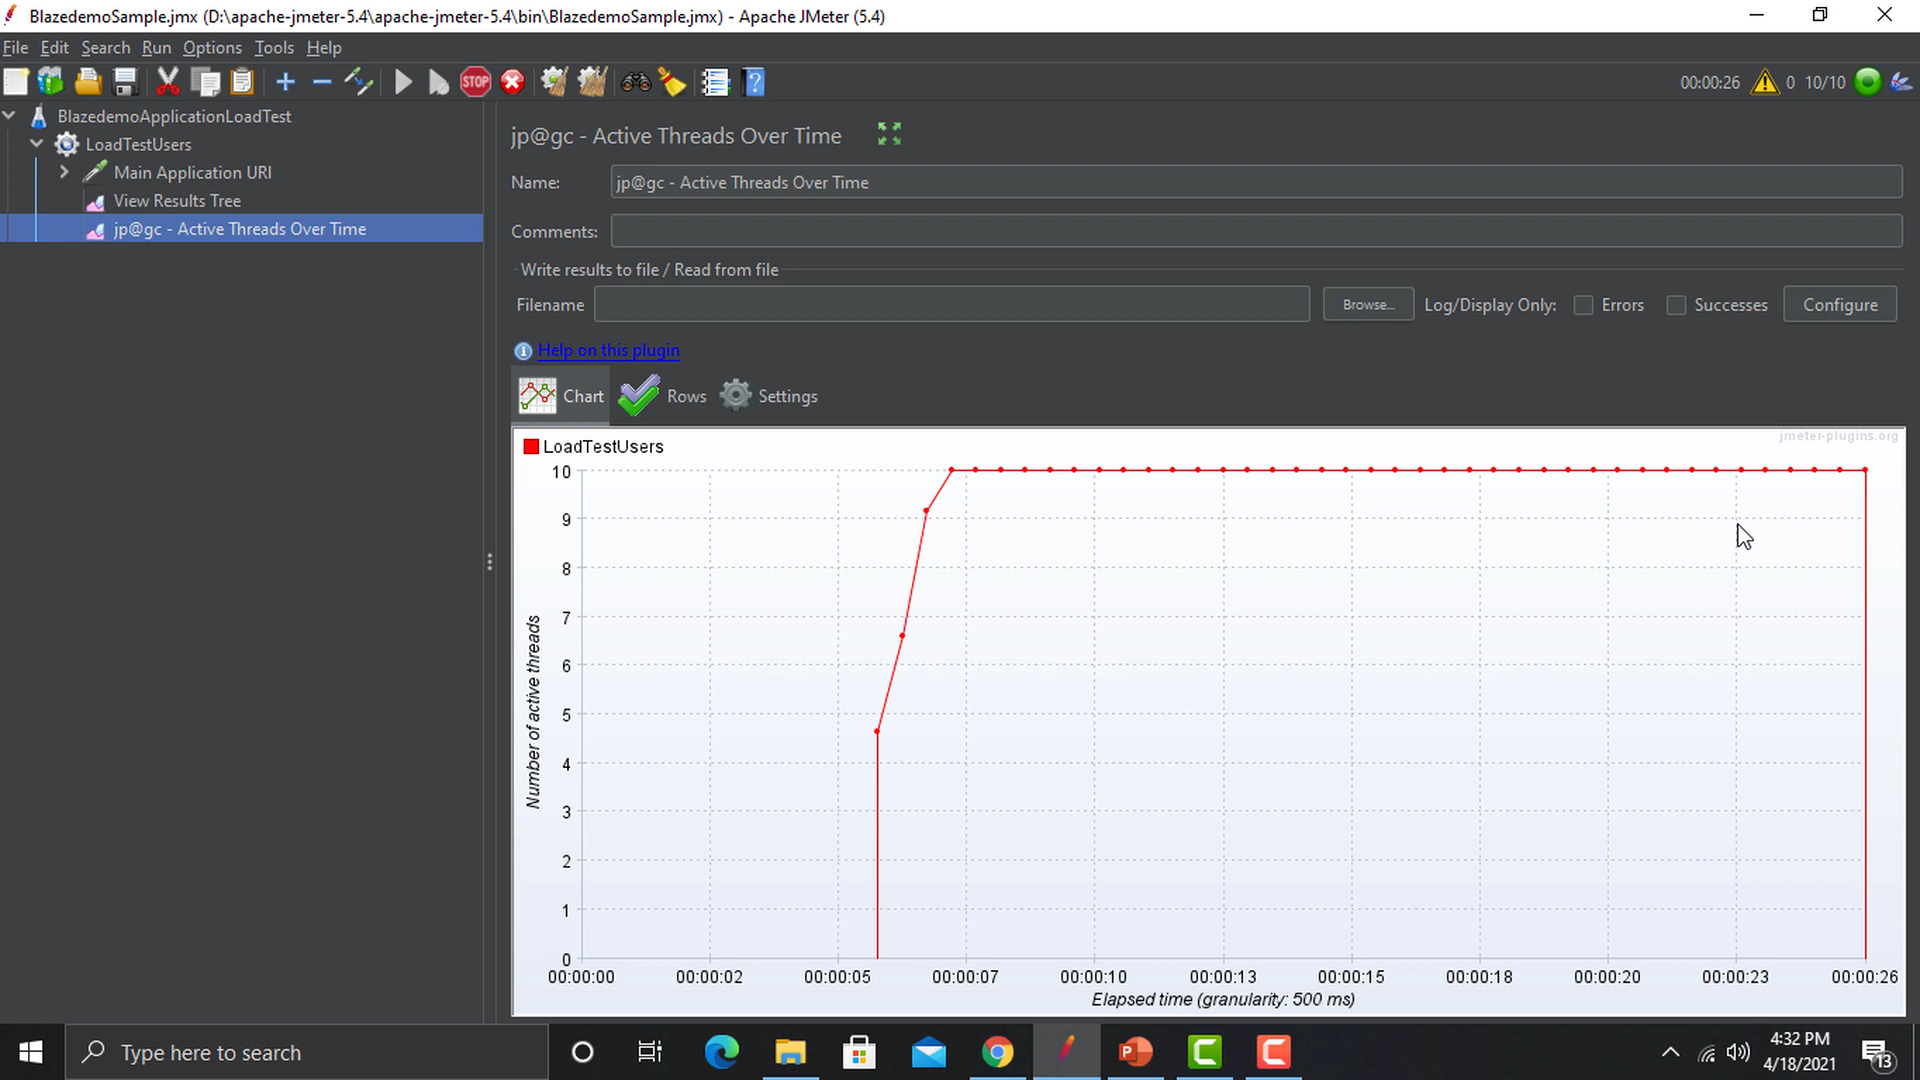 BlazedemoSample.jmx (D:\apache-jmeter-5.4\apache-jmeter-5.4\bin\BlazedemoSample.jmx) - Apache JMeter (5.4)
File Edit Search Run Options Tools Help
STOP
00:00:26 0 10/10
BlazedemoApplicationLoadTest
LoadTestUsers
Main Application URI
View Results Tree
jp@gc - Active Threads Over Time
jp@gc - Active Threads Over Time
Name: jp@gc - Active Threads Over Time
Comments:
Write results to file / Read from file
Filename Browse... Log/Display Only: Errors Successes Configure
Help on this plugin
Chart Rows Settings
jmeter-plugins.org
LoadTestUsers
10
9
8
7
6
5
4
3
2
1
0
Number of active threads
00:00:00 00:00:02 00:00:05 00:00:07 00:00:10 00:00:13 00:00:15 00:00:18 00:00:20 00:00:23 00:00:26
Elapsed time (granularity: 500 ms)
Type here to search
4:32 PM
4/18/2021
13